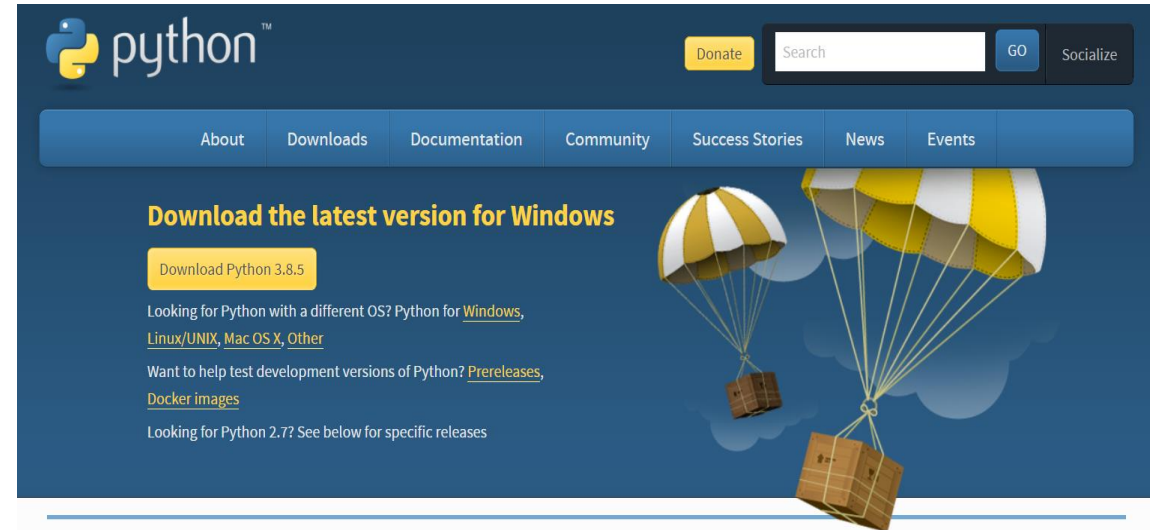 python™
Donate
Search
GO
Socialize
About
Downloads
Documentation
Community
Success Stories
News
Events
Download the latest version for Windows
Download Python 3.8.5
Looking for Python with a different OS? Python for Windows,
Linux/UNIX, Mac OS X, Other
Want to help test development versions of Python? Prereleases,
Docker images
Looking for Python 2.7? See below for specific releases